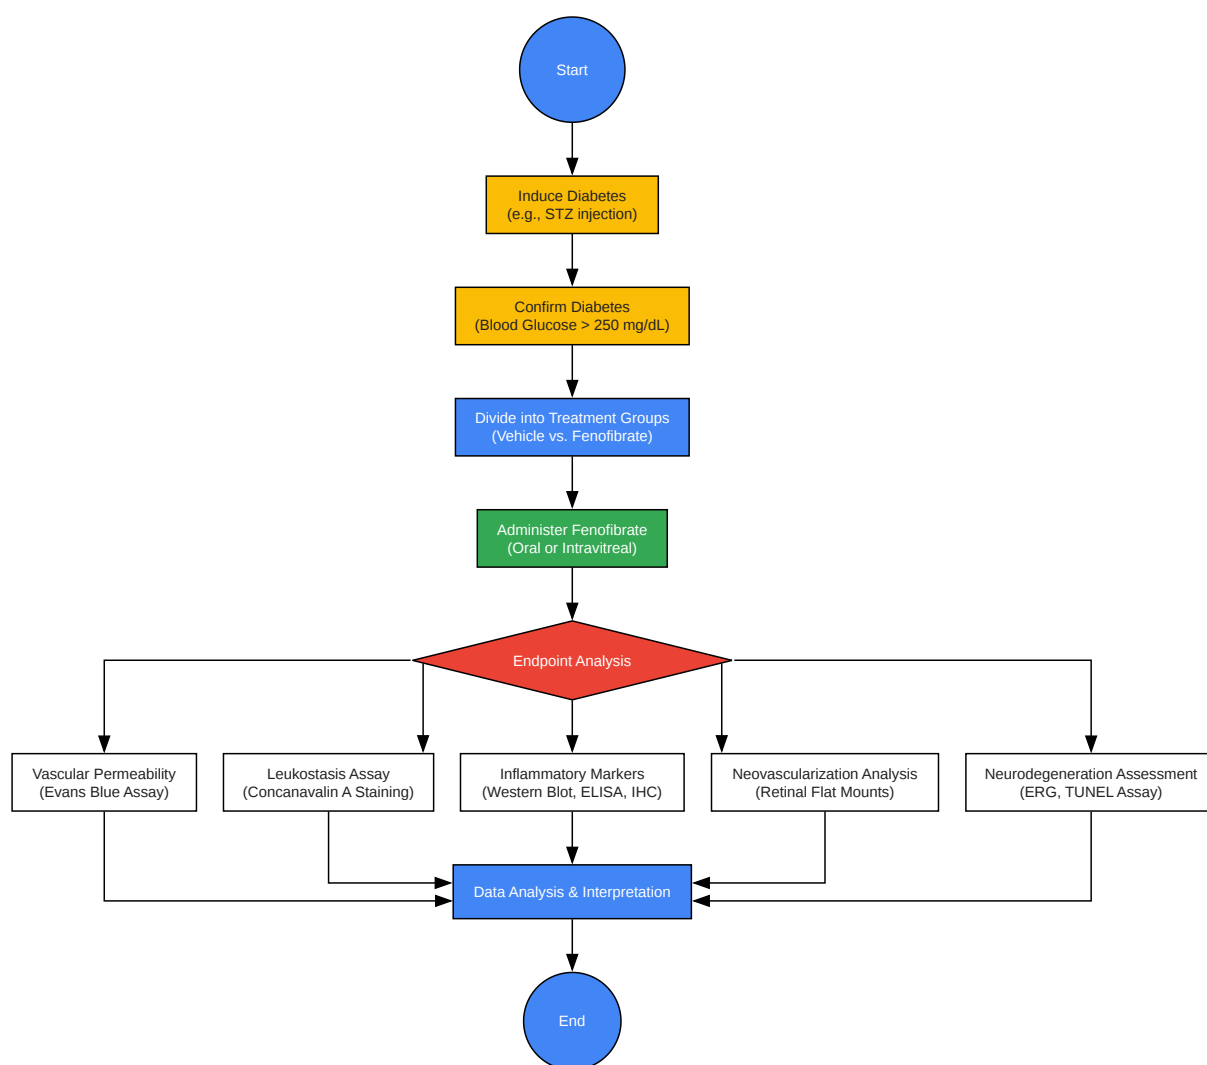 Start
Induce Diabetes
(e.g., STZ injection)
Confirm Diabetes
(Blood Glucose > 250 mg/dL)
Divide into Treatment Groups
(Vehicle vs. Fenofibrate)
Administer Fenofibrate
(Oral or Intravitreal)
Endpoint Analysis
Vascular Permeability
(Evans Blue Assay)
Leukostasis Assay
(Concanavalin A Staining)
Inflammatory Markers
(Western Blot, ELISA, IHC)
Neovascularization Analysis
(Retinal Flat Mounts)
Neurodegeneration Assessment
(ERG, TUNEL Assay)
Data Analysis & Interpretation
End